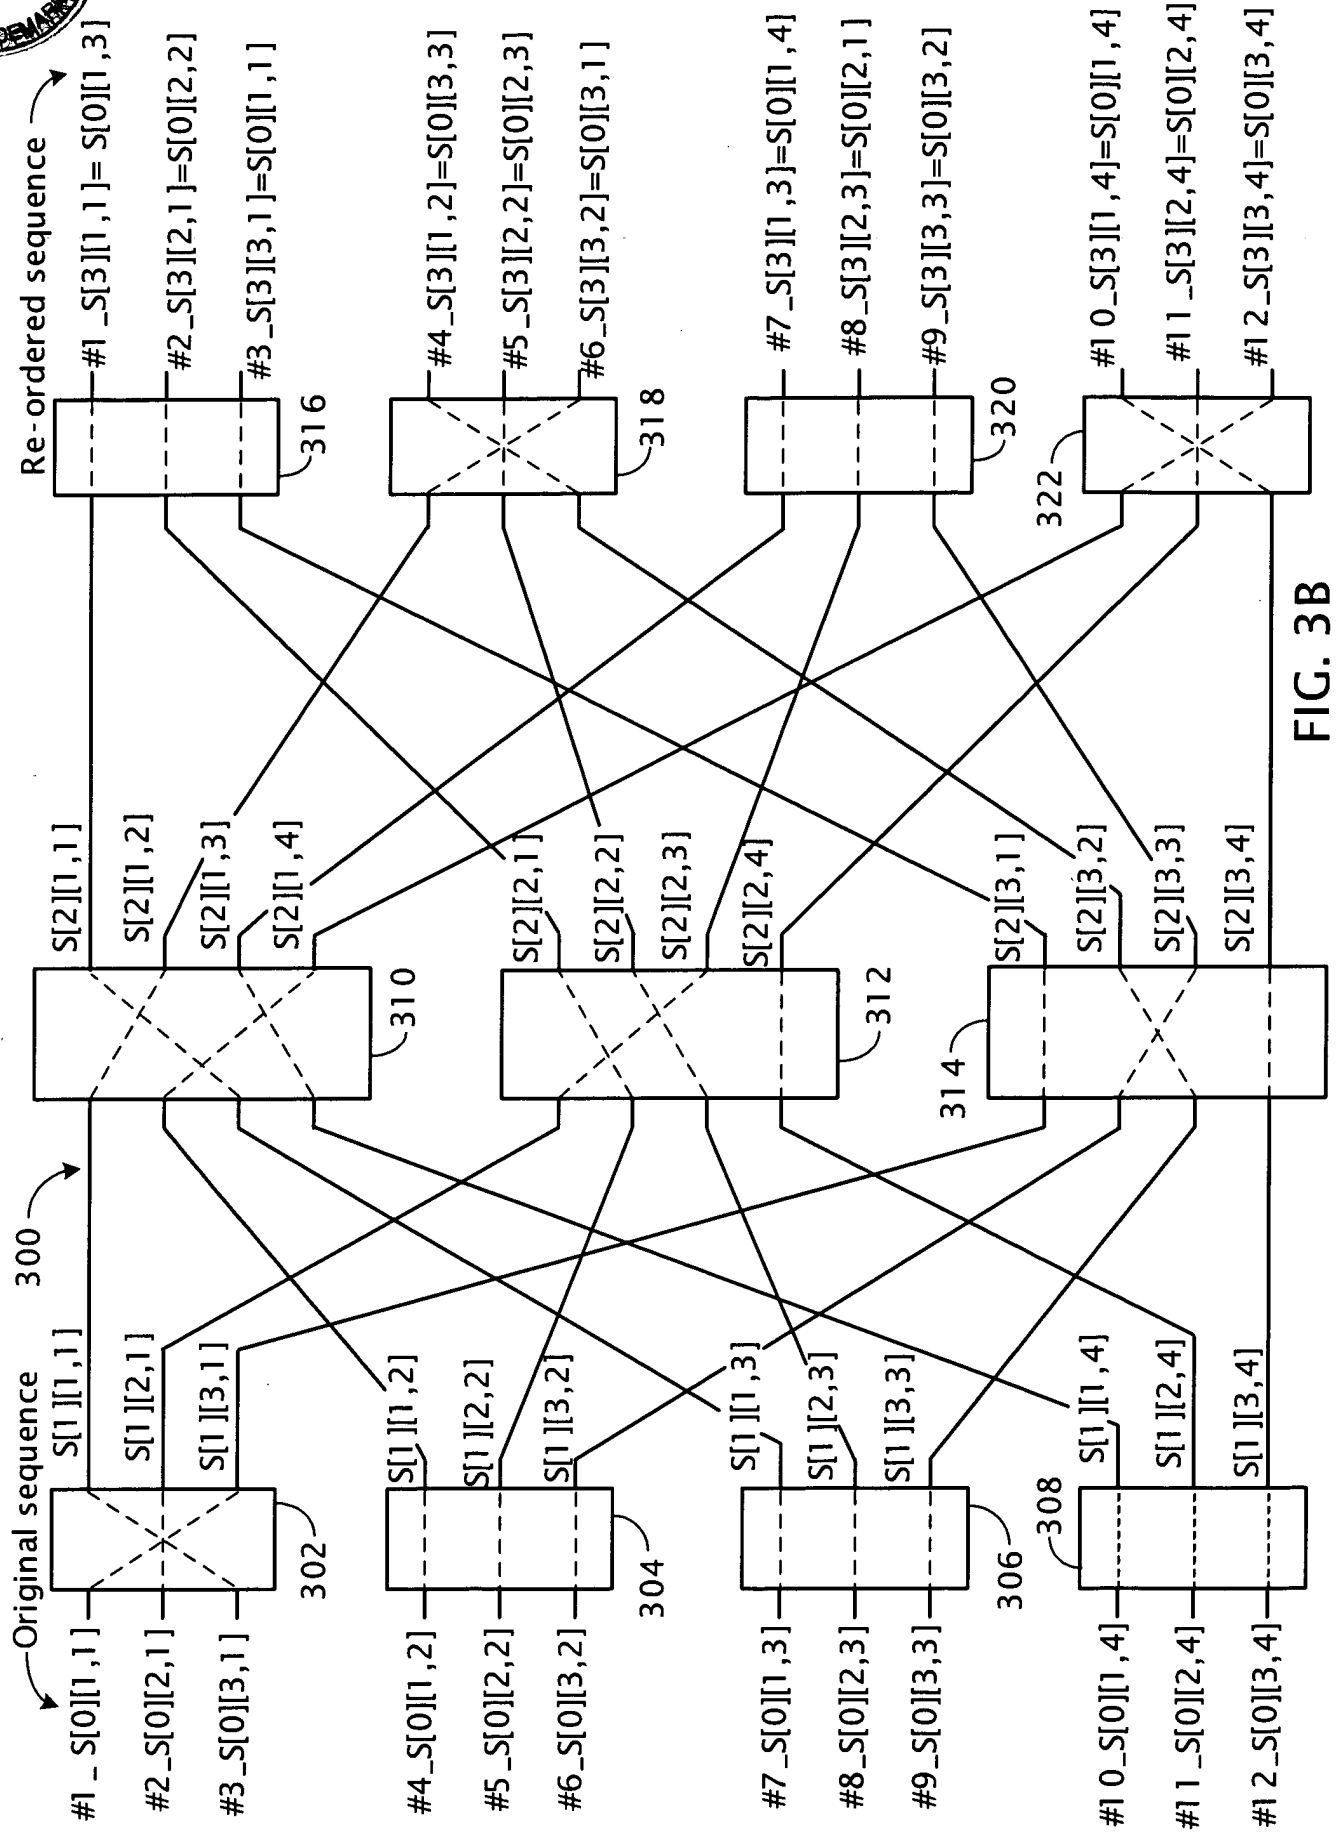 Original sequence
300
Re-ordered sequence
#1_S[0][1,1]
#2_S[0][2,1]
#3_S[0][3,1]
#4_S[0][1,2]
#5_S[0][2,2]
#6_S[0][3,2]
#7_S[0][1,3]
#8_S[0][2,3]
#9_S[0][3,3]
#10_S[0][1,4]
#11_S[0][2,4]
#12_S[0][3,4]
302
304
306
308
S[1][1,1]
S[1][2,1]
S[1][3,1]
S[1][1,2]
S[1][2,2]
S[1][3,2]
S[1][1,3]
S[1][2,3]
S[1][3,3]
S[1][1,4]
S[1][2,4]
S[1][3,4]
310
312
314
S[2][1,1]
S[2][1,2]
S[2][1,3]
S[2][1,4]
S[2][2,1]
S[2][2,2]
S[2][2,3]
S[2][2,4]
S[2][3,1]
S[2][3,2]
S[2][3,3]
S[2][3,4]
316
318
320
322
#1_S[3][1,1]= S[0][1,3]
#2_S[3][2,1]=S[0][2,2]
#3_S[3][3,1]=S[0][1,1]
#4_S[3][1,2]=S[0][3,3]
#5_S[3][2,2]=S[0][2,3]
#6_S[3][3,2]=S[0][3,1]
#7_S[3][1,3]=S[0][1,4]
#8_S[3][2,3]=S[0][2,1]
#9_S[3][3,3]=S[0][3,2]
#10_S[3][1,4]=S[0][1,4]
#11_S[3][2,4]=S[0][2,4]
#12_S[3][3,4]=S[0][3,4]
FIG. 3B